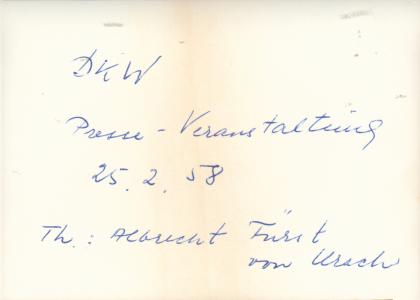 DKW
Presse-Veranstaltung
25. 2. 58
Th.: Albrecht Fürst
von Urach